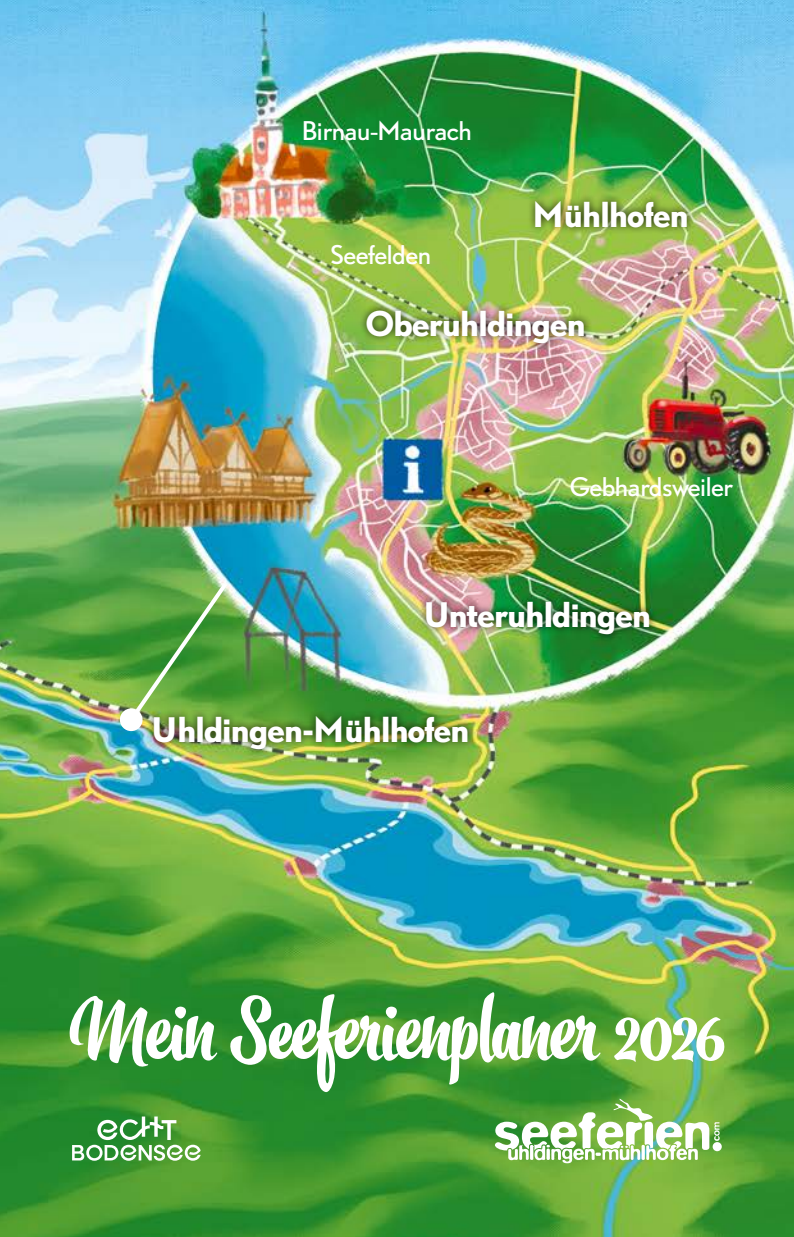 Birnau-Maurach
Mühlhofen
Seefelden
Oberuhldingen
i
Gebhardsweiler
Unteruhldingen
Uhldingen-Mühlhofen
Mein Seeferienplaner 2026
echt
BODENSEE
seeferien.com
uhldingen-mühlhofen